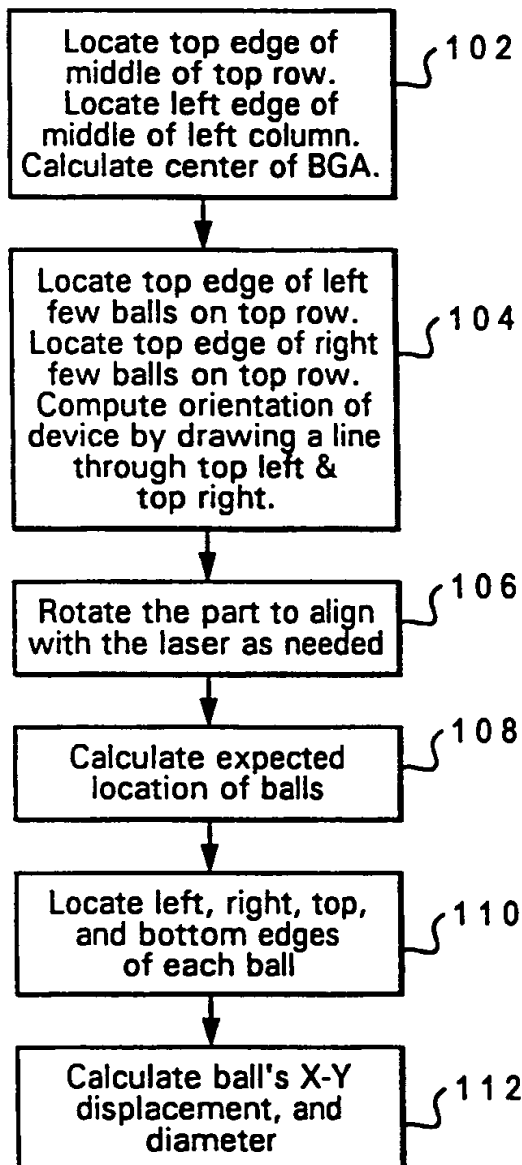 Locate top edge of
middle of top row.
Locate left edge of
middle of left column.
Calculate center of BGA.
102
Locate top edge of left
few balls on top row.
Locate top edge of right
few balls on top row.
Compute orientation of
device by drawing a line
through top left &
top right.
104
Rotate the part to align
with the laser as needed
106
Calculate expected
location of balls
108
Locate left, right, top,
and bottom edges
of each ball
110
Calculate ball's X-Y
displacement, and
diameter
112